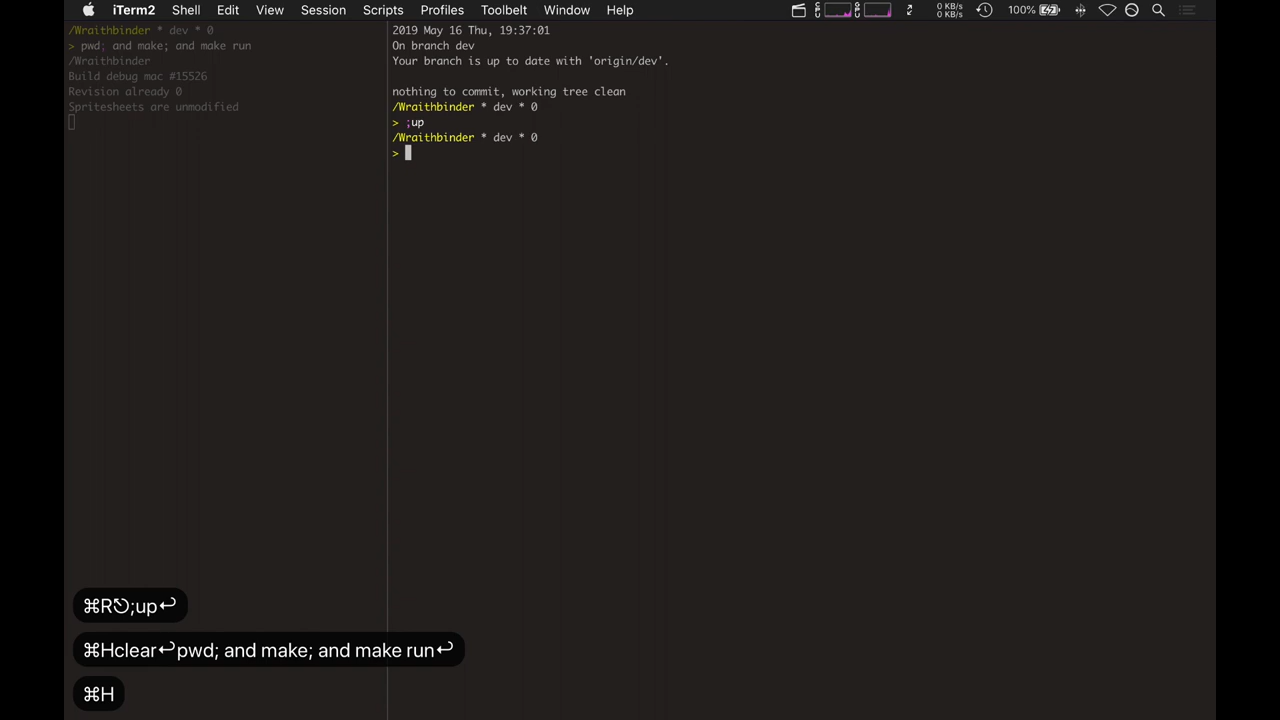 iTerm2 Shell Edit View Session Scripts Profiles Toolbelt Window Help CPU GPU 0 KB/s 0 KB/s 100%
/Wraithbinder * dev * 0
> pwd; and make; and make run
/Wraithbinder
Build debug mac #15526
Revision already 0
Spritesheets are unmodified
2019 May 16 Thu, 19:37:01
On branch dev
Your branch is up to date with 'origin/dev'.
nothing to commit, working tree clean
/Wraithbinder * dev * 0
> ;up
/Wraithbinder * dev * 0
>
⌘R⎋;up↩
⌘Hclear↩pwd; and make; and make run↩
⌘H